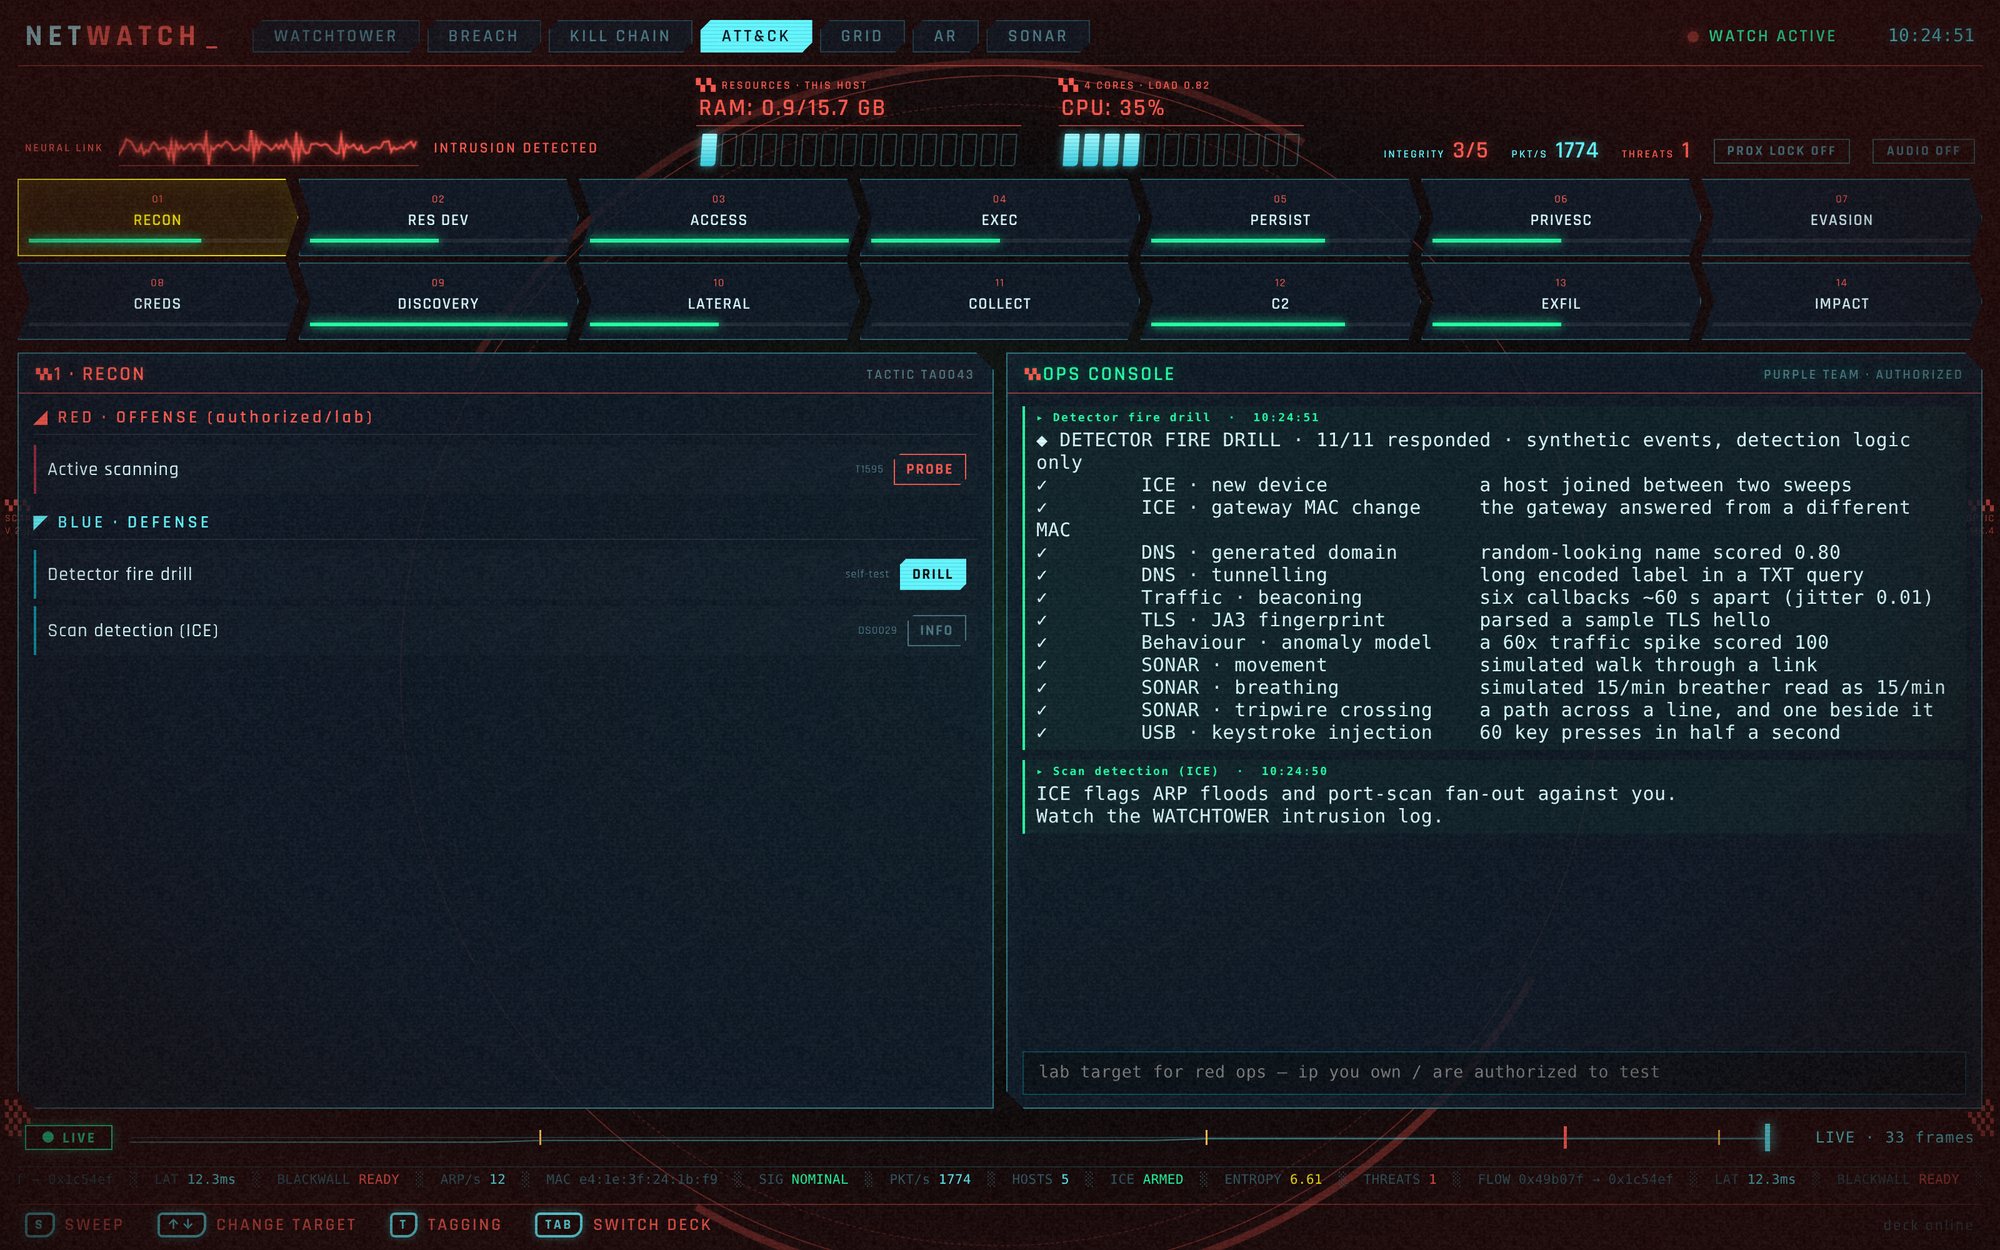 NETWATCH_
WATCHTOWER
BREACH
KILL CHAIN
ATT&CK
GRID
AR
SONAR
WATCH ACTIVE
10:24:51
NEURAL LINK
INTRUSION DETECTED
RESOURCES · THIS HOST
RAM: 0.9/15.7 GB
4 CORES · LOAD 0.82
CPU: 35%
INTEGRITY 3/5
PKT/S 1774
THREATS 1
PROX LOCK OFF
AUDIO OFF
01
RECON
02
RES DEV
03
ACCESS
04
EXEC
05
PERSIST
06
PRIVESC
07
EVASION
08
CREDS
09
DISCOVERY
10
LATERAL
11
COLLECT
12
C2
13
EXFIL
14
IMPACT
1 · RECON
TACTIC TA0043
RED · OFFENSE (authorized/lab)
Active scanning
T1595
PROBE
BLUE · DEFENSE
Detector fire drill
self-test
DRILL
Scan detection (ICE)
DS0029
INFO
OPS CONSOLE
PURPLE TEAM · AUTHORIZED
▸ Detector fire drill · 10:24:51
◆ DETECTOR FIRE DRILL · 11/11 responded · synthetic events, detection logic
only
✓ ICE · new device a host joined between two sweeps
✓ ICE · gateway MAC change the gateway answered from a different
MAC
✓ DNS · generated domain random-looking name scored 0.80
✓ DNS · tunnelling long encoded label in a TXT query
✓ Traffic · beaconing six callbacks ~60 s apart (jitter 0.01)
✓ TLS · JA3 fingerprint parsed a sample TLS hello
✓ Behaviour · anomaly model a 60x traffic spike scored 100
✓ SONAR · movement simulated walk through a link
✓ SONAR · breathing simulated 15/min breather read as 15/min
✓ SONAR · tripwire crossing a path across a line, and one beside it
✓ USB · keystroke injection 60 key presses in half a second
▸ Scan detection (ICE) · 10:24:50
ICE flags ARP floods and port-scan fan-out against you.
Watch the WATCHTOWER intrusion log.
lab target for red ops — ip you own / are authorized to test
LIVE
LIVE · 33 frames
→ 0x1c54ef LAT 12.3ms BLACKWALL READY ARP/s 12 MAC e4:1e:3f:24:1b:f9 SIG NOMINAL PKT/s 1774 HOSTS 5 ICE ARMED ENTROPY 6.61 THREATS 1 FLOW 0x49b07f → 0x1c54ef LAT 12.3ms BLACKWALL READY
S SWEEP
↑↓ CHANGE TARGET
T TAGGING
TAB SWITCH DECK
deck online